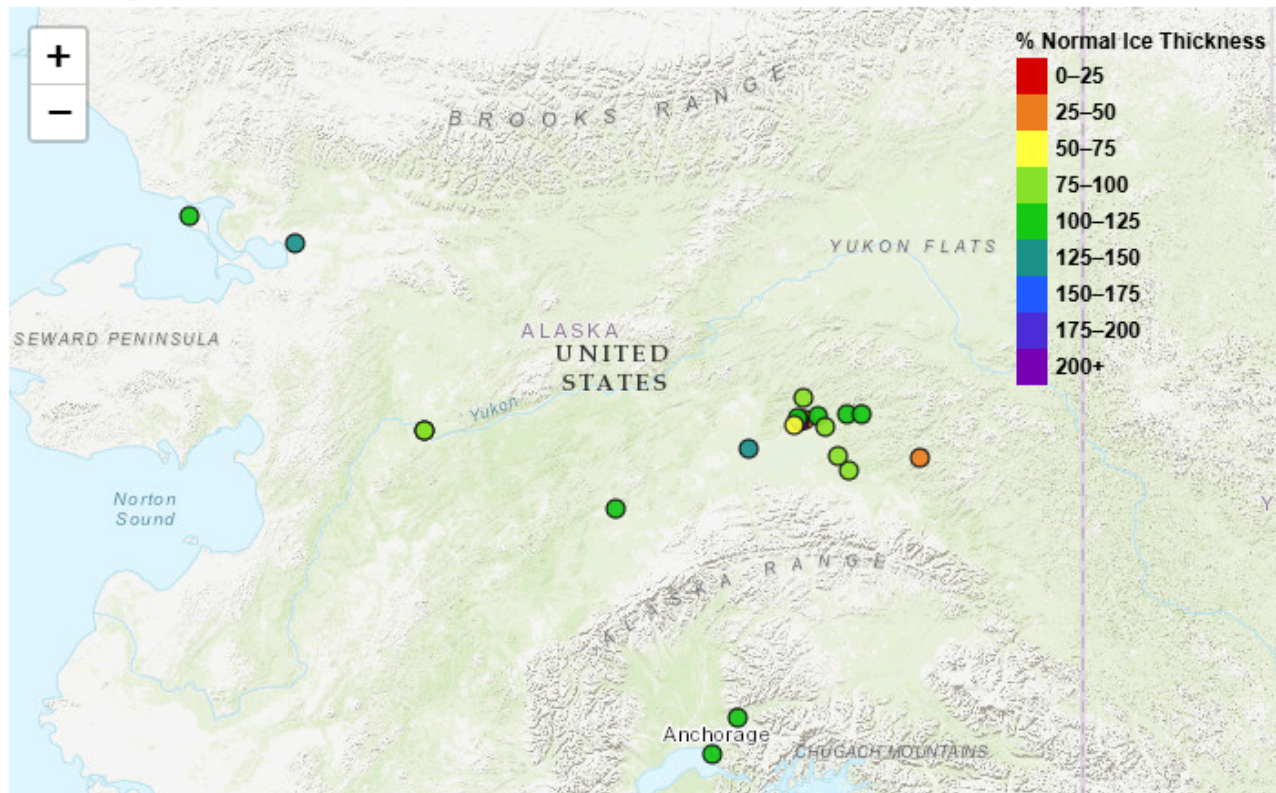 +
−
% Normal Ice Thickness
0–25
25–50
50–75
75–100
100–125
125–150
150–175
175–200
200+
BROOKS RANGE
YUKON FLATS
SEWARD PENINSULA
ALASKA
UNITED
STATES
Yukon
Norton
Sound
Y
ALASKA RANGE
Anchorage
CHUGACH MOUNTAINS